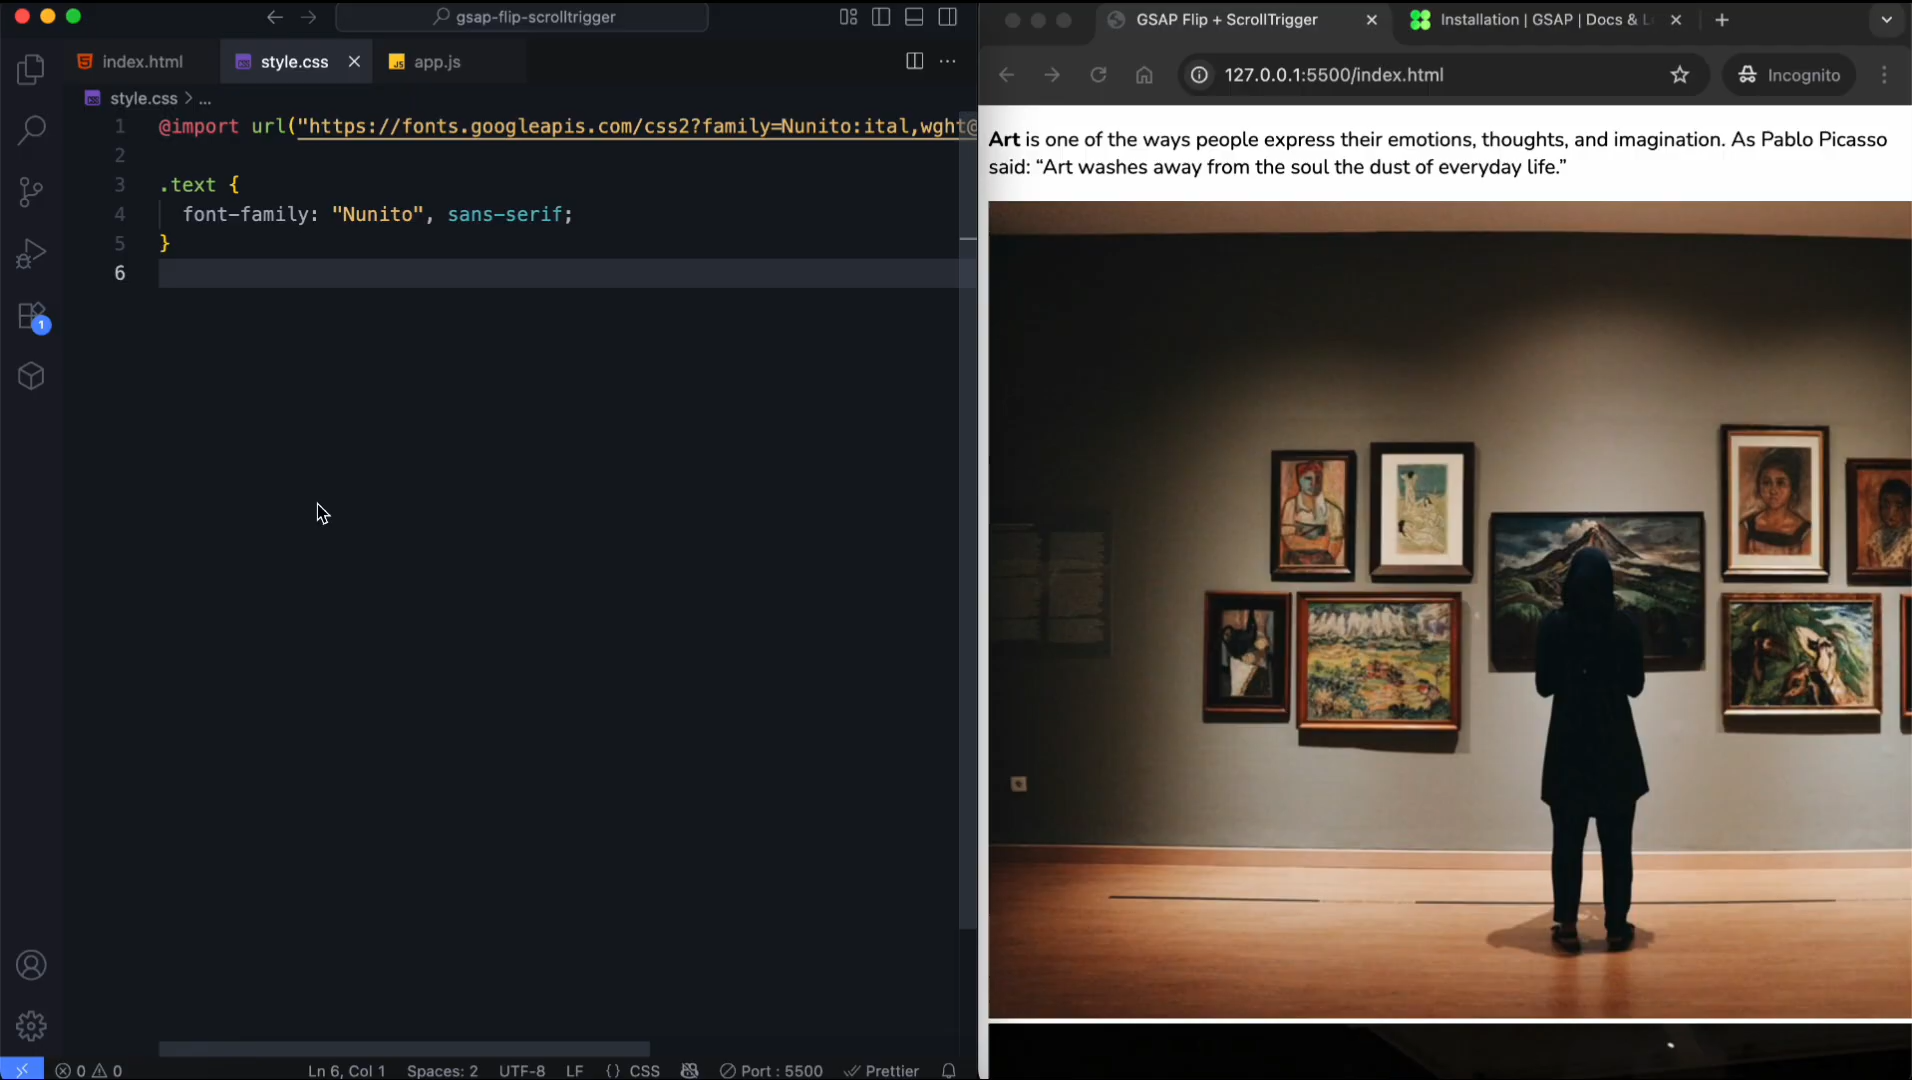 gsap-flip-scrolltrigger
index.html
style.css
app.js
style.css > ...
1 @import url("https://fonts.googleapis.com/css2?family=Nunito:ital,wght@
2
3 .text {
4 font-family: "Nunito", sans-serif;
5 }
6
1
0 0
Ln 6, Col 1
Spaces: 2
UTF-8
LF
{} CSS
Port : 5500
Prettier
GSAP Flip + ScrollTrigger
Installation | GSAP | Docs & L
127.0.0.1:5500/index.html
Incognito
Art is one of the ways people express their emotions, thoughts, and imagination. As Pablo Picasso
said: “Art washes away from the soul the dust of everyday life.”